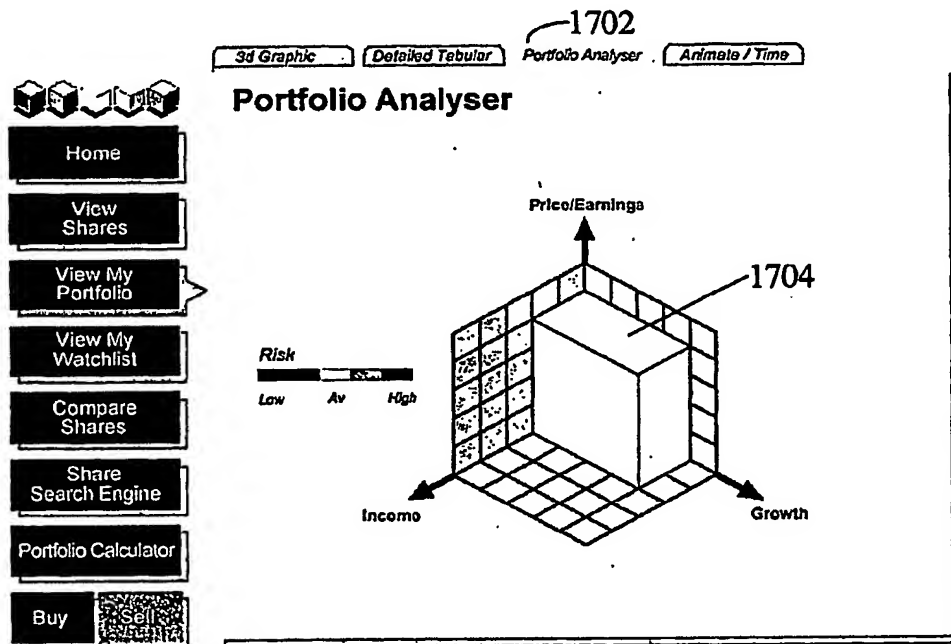 1702
3d Graphic Detailed Tabular Portfolio Analyser Animate / Time
Portfolio Analyser
Home
View
Shares
View My
Portfolio
View My
Watchlist
Compare
Shares
Share
Search Engine
Portfolio Calculator
Buy Sell
Price/Earnings
1704
Risk
Low Av High
Income
Growth